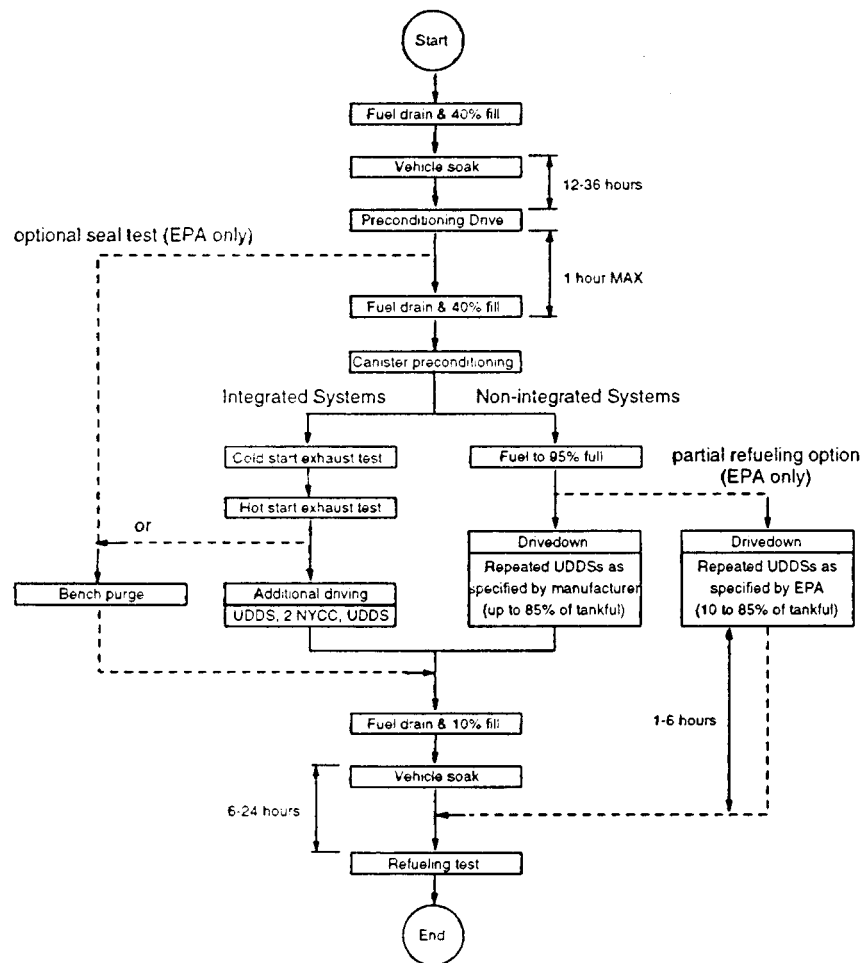 Start
Fuel drain & 40% fill
Vehicle soak
12-36 hours
Preconditioning Drive
optional seal test (EPA only)
1 hour MAX
Fuel drain & 40% fill
Canister preconditioning
Integrated Systems
Non-integrated Systems
Cold start exhaust test
Fuel to 95% full
partial refueling option
(EPA only)
Hot start exhaust test
or
Drivedown
Repeated UDDSs as
specified by manufacturer
(up to 85% of tankful)
Drivedown
Repeated UDDSs as
specified by EPA
(10 to 85% of tankful)
Bench purge
Additional driving
UDDS, 2 NYCC, UDDS
Fuel drain & 10% fill
1-6 hours
Vehicle soak
6-24 hours
Refueling test
End